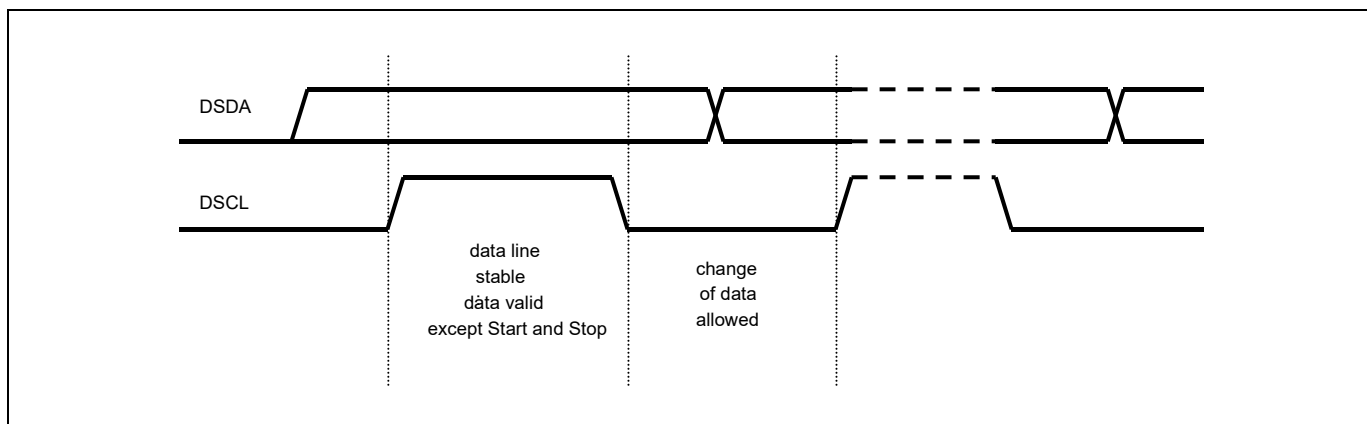 DSDA
DSCL
data line
stable
data valid
except Start and Stop
change
of data
allowed